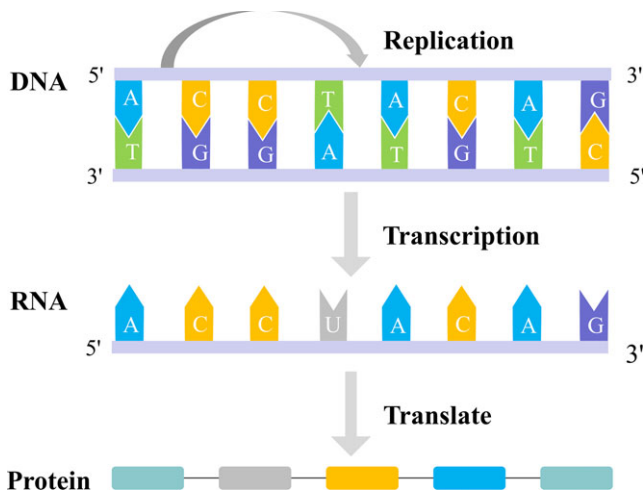 Replication
DNA 5' 3'
A C C T A C A G
T G G A T G T C
3' 5'
Transcription
RNA
A C C U A C A G
5' 3'
Translate
Protein